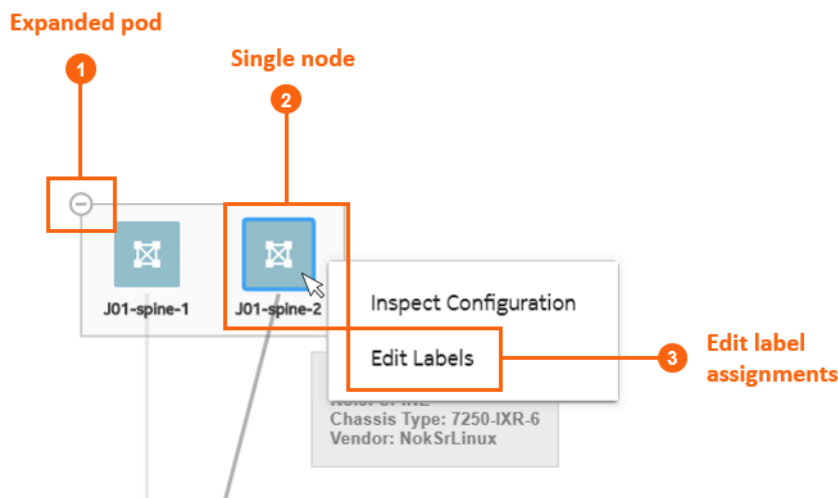 Expanded pod
1
Single node
2
J01-spine-1
J01-spine-2
Inspect Configuration
Edit Labels
3
Edit label
assignments
Chassis Type: 7250-IXR-6
Vendor: NokSrLinux